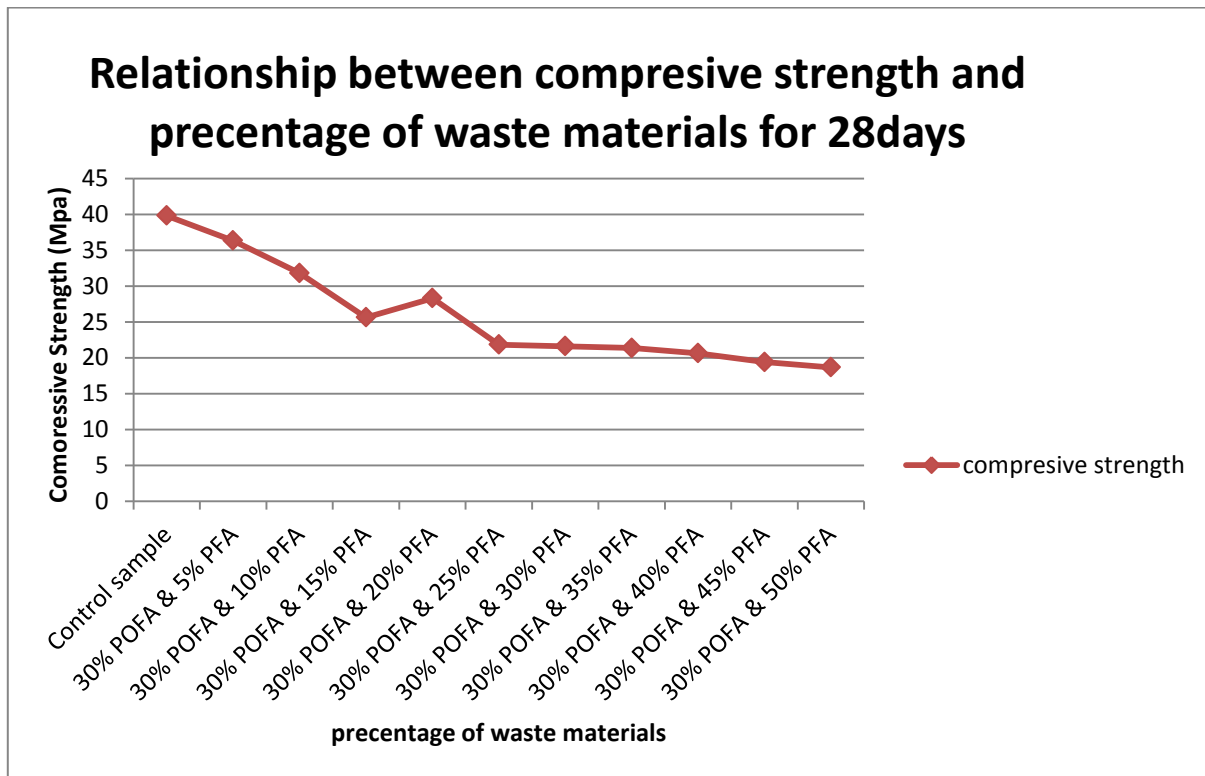 Relationship between compresive strength and
precentage of waste materials for 28days
Comoressive Strength (Mpa)
45
40
35
30
25
20
15
10
5
0
Control sample
30% POFA & 5% PFA
30% POFA & 10% PFA
30% POFA & 15% PFA
30% POFA & 20% PFA
30% POFA & 25% PFA
30% POFA & 30% PFA
30% POFA & 35% PFA
30% POFA & 40% PFA
30% POFA & 45% PFA
30% POFA & 50% PFA
precentage of waste materials
compresive strength